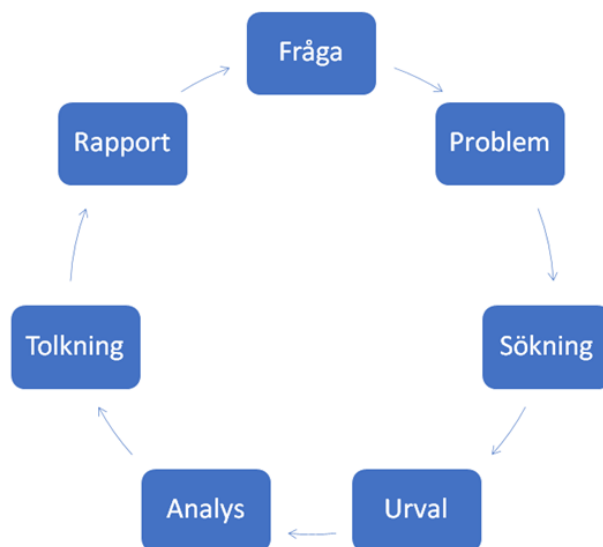 Fråga
Problem
Sökning
Urval
Analys
Tolkning
Rapport